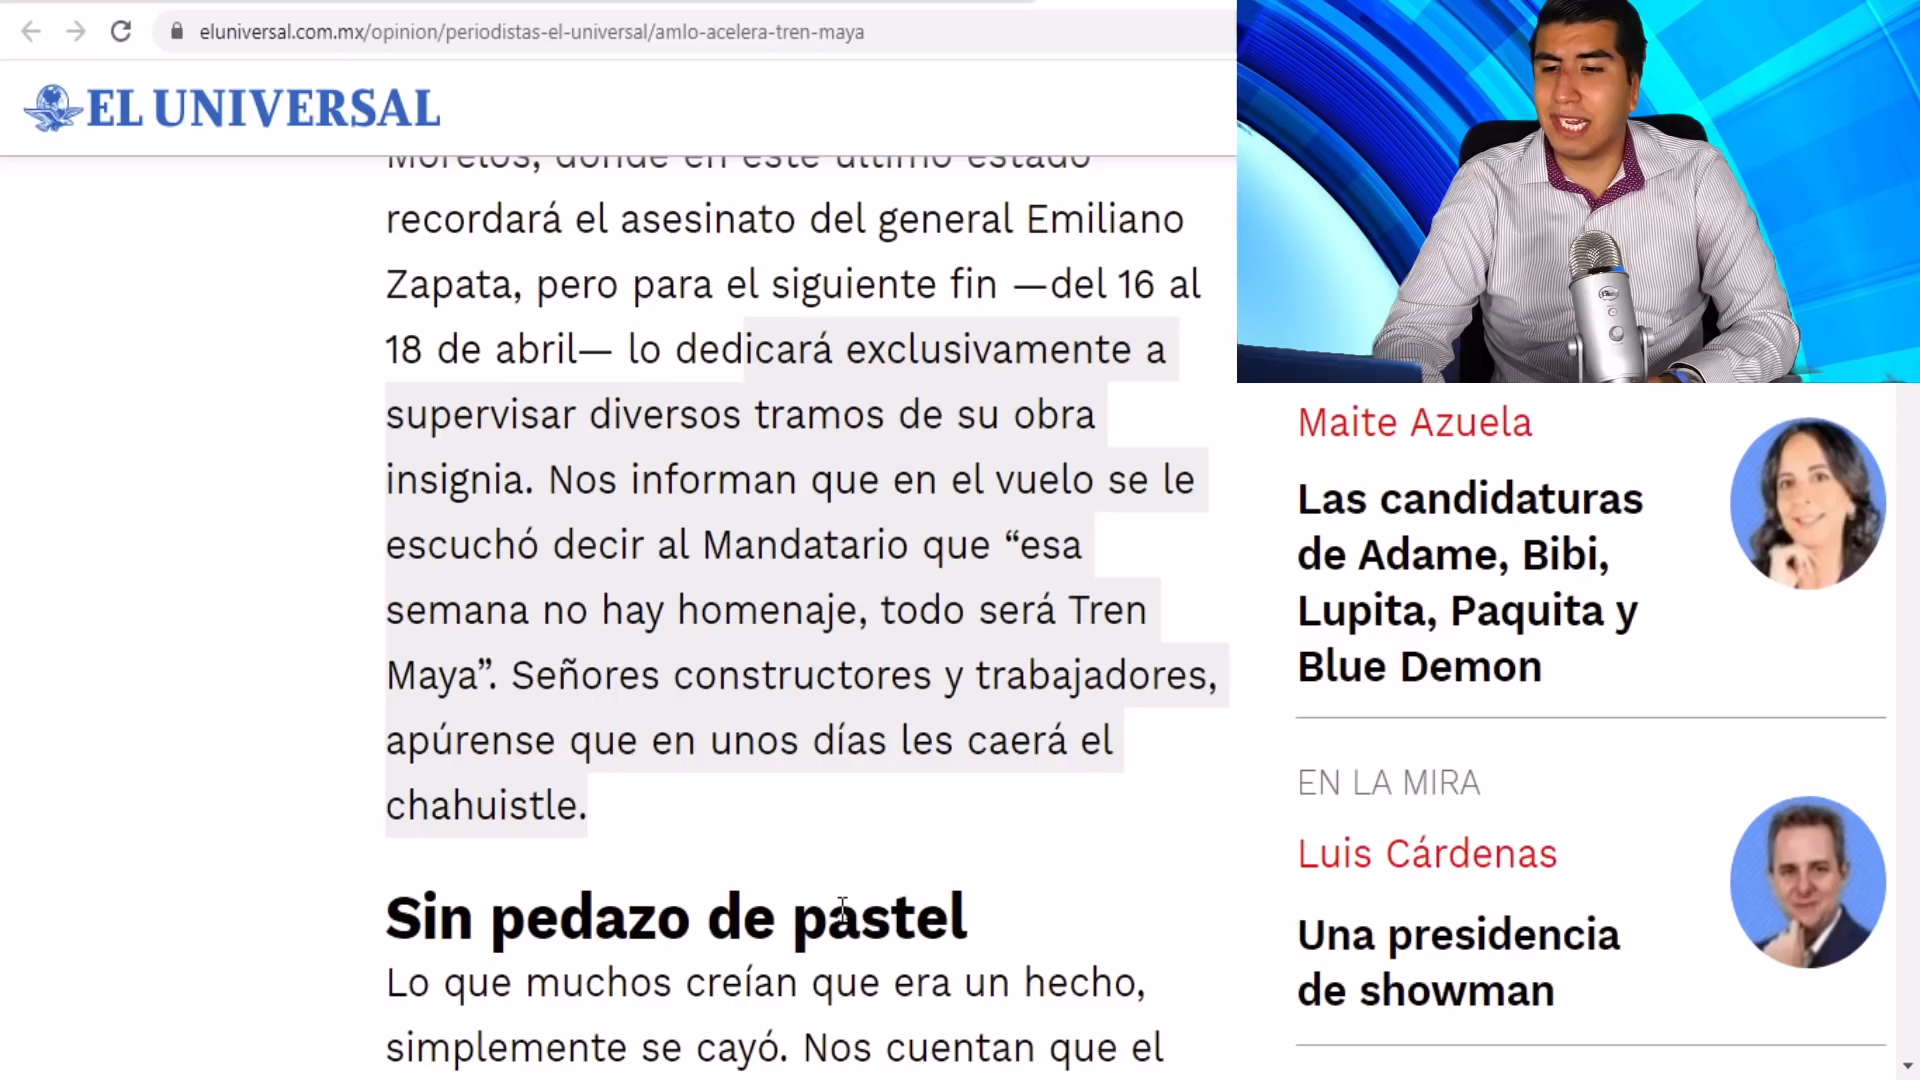 eluniversal.com.mx/opinion/periodistas-el-universal/amlo-acelera-tren-maya
EL UNIVERSAL
Morelos, donde en este último estado
recordará el asesinato del general Emiliano
Zapata, pero para el siguiente fin —del 16 al
18 de abril— lo dedicará exclusivamente a
supervisar diversos tramos de su obra
insignia. Nos informan que en el vuelo se le
escuchó decir al Mandatario que “esa
semana no hay homenaje, todo será Tren
Maya”. Señores constructores y trabajadores,
apúrense que en unos días les caerá el
chahuistle.
Sin pedazo de pastel
Lo que muchos creían que era un hecho,
simplemente se cayó. Nos cuentan que el
Maite Azuela
Las candidaturas
de Adame, Bibi,
Lupita, Paquita y
Blue Demon
EN LA MIRA
Luis Cárdenas
Una presidencia
de showman